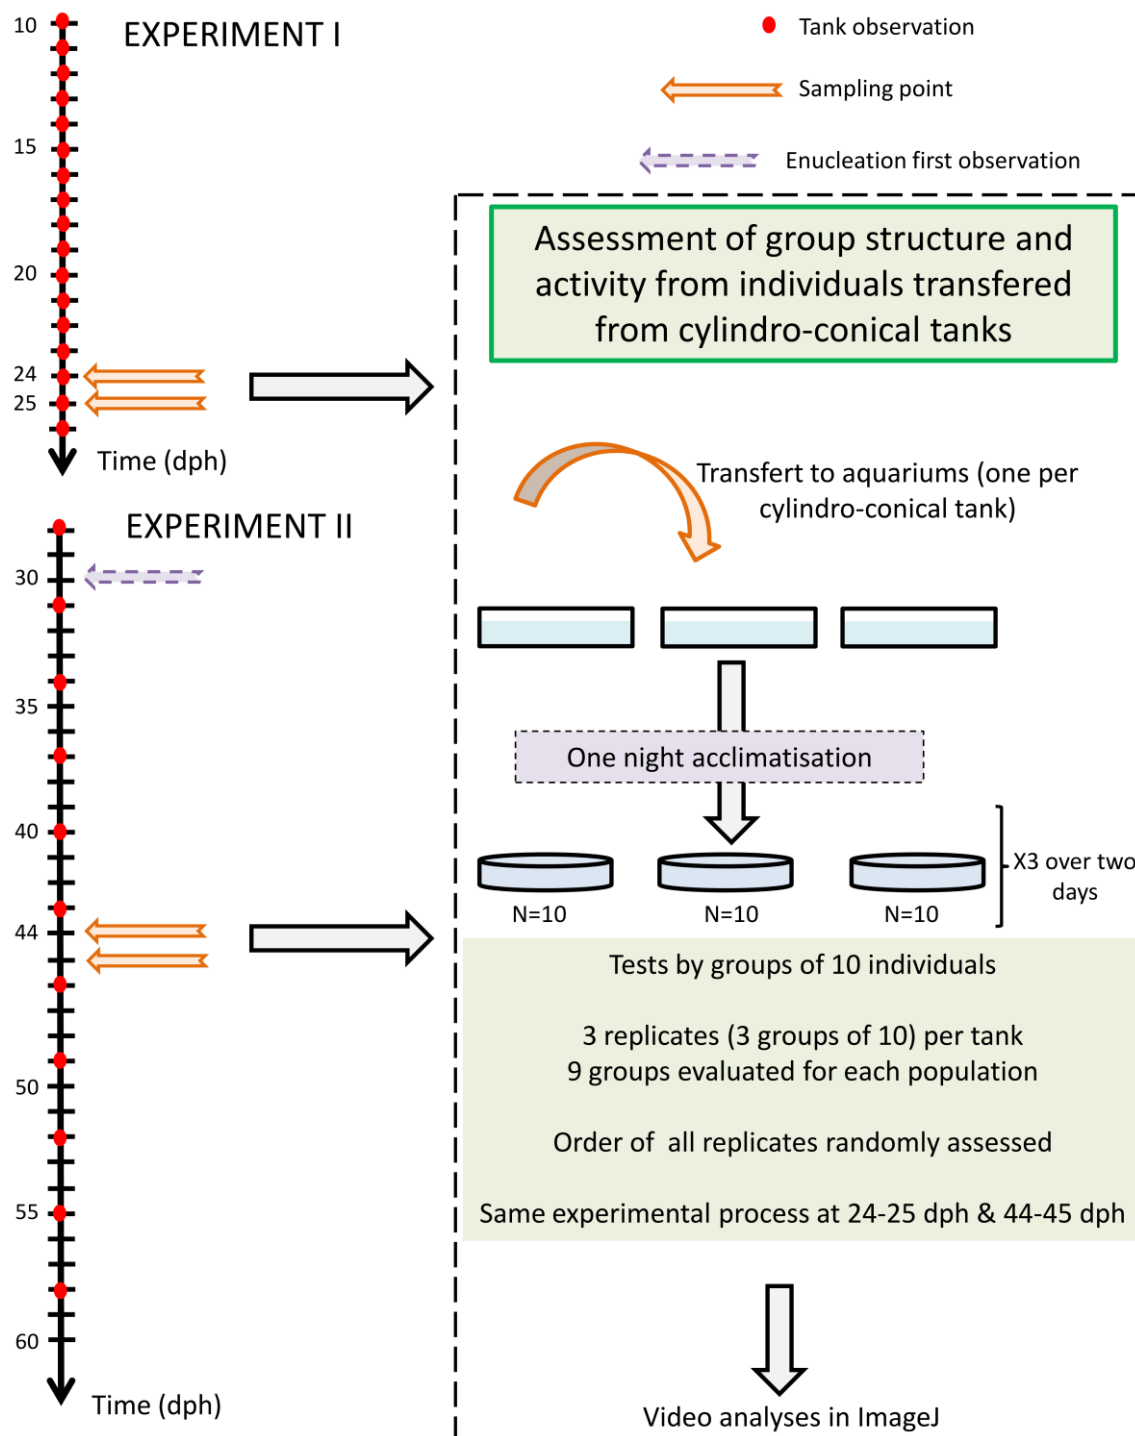 EXPERIMENT I
10
15
20
24
25
Time (dph)
Tank observation
Sampling point
Enucleation first observation
Assessment of group structure and
activity from individuals transfered
from cylindro-conical tanks
Transfert to aquariums (one per
cylindro-conical tank)
EXPERIMENT II
30
35
40
44
50
55
60
Time (dph)
One night acclimatisation
X3 over two
days
N=10
N=10
N=10
Tests by groups of 10 individuals
3 replicates (3 groups of 10) per tank
9 groups evaluated for each population
Order of all replicates randomly assessed
Same experimental process at 24-25 dph & 44-45 dph
Video analyses in ImageJ